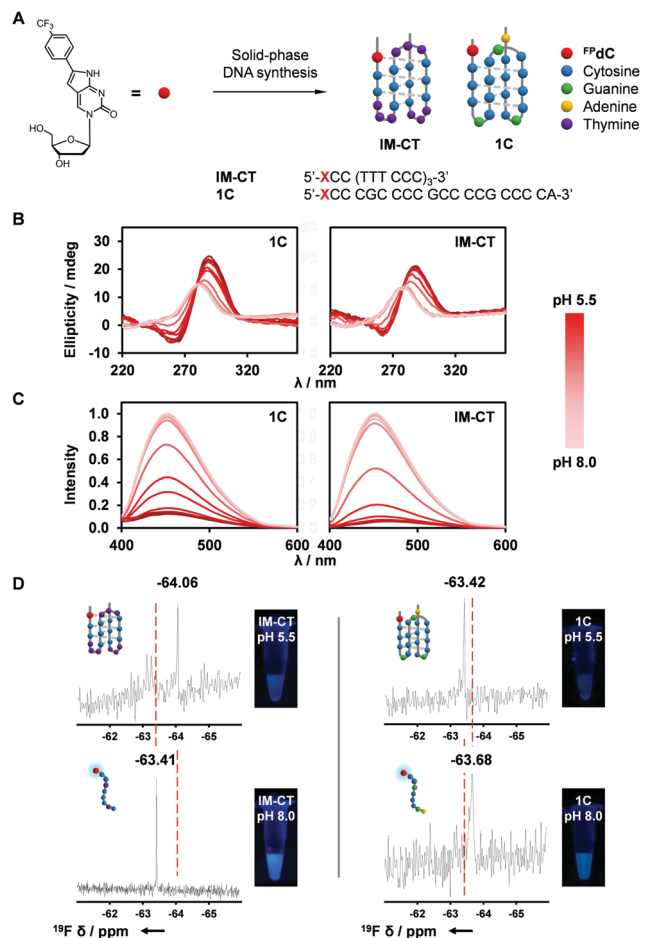 A
CF₃
NH
N
N
O
HO
O
OH
=
Solid-phase
DNA synthesis
IM-CT
1C
ᶠᴾdC
Cytosine
Guanine
Adenine
Thymine
IM-CT 5'-XCC (TTT CCC)₃-3'
1C 5'-XCC CGC CCC GCC CCG CCC CA-3'
B
Ellipticity / mdeg
30
20
10
0
-10
1C
IM-CT
220 270 320
220 270 320
λ / nm
pH 5.5
pH 8.0
C
Intensity
1.0
0.8
0.6
0.4
0.2
0.0
1C
IM-CT
400 500 600
400 500 600
λ / nm
D
-64.06
IM-CT
pH 5.5
-62 -63 -64 -65
-63.42
1C
pH 5.5
-62 -63 -64 -65
-63.41
IM-CT
pH 8.0
-62 -63 -64 -65
¹⁹F δ / ppm
-63.68
1C
pH 8.0
-62 -63 -64 -65
¹⁹F δ / ppm